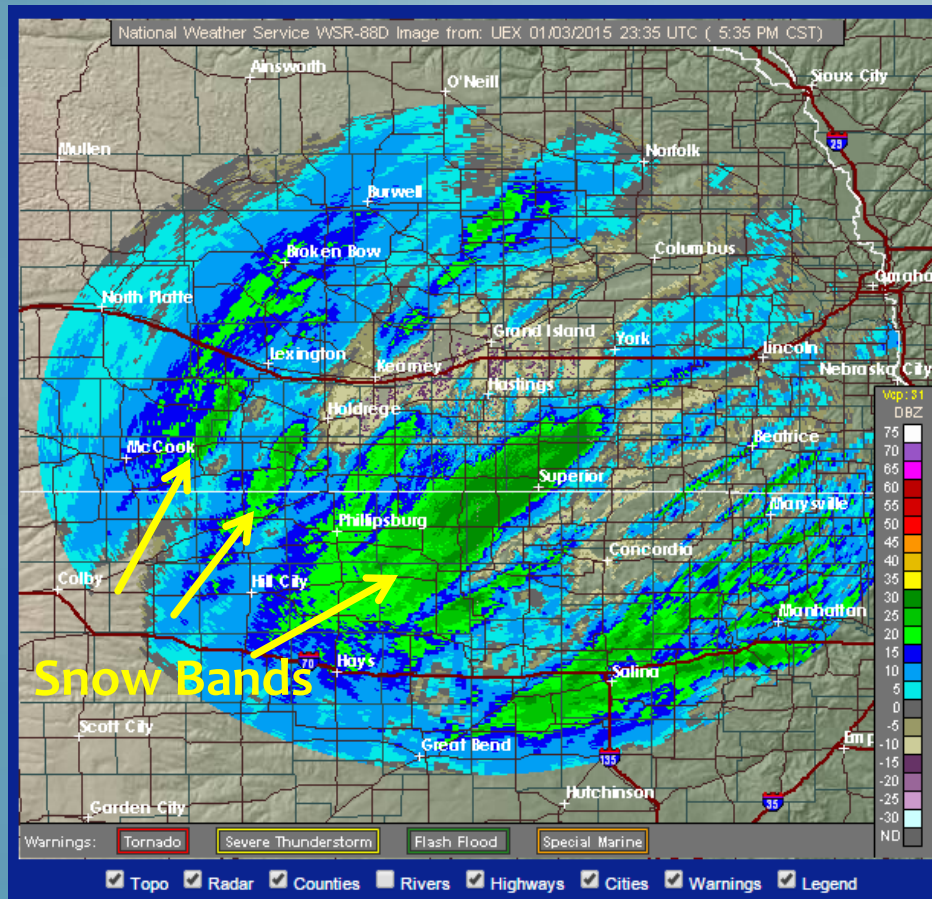 National Weather Service WSR-88D Image from: UEX 01/03/2015 23:35 UTC ( 5:35 PM CST)
Ainsworth
O'Neill
Sioux City
29
Mullen
Norfolk
Burwell
Broken Bow
Columbus
Omaha
North Platte
Grand Island
York
Lexington
Lincoln
Kearney
Nebraska City
Hastings
Holdrege
Vcp: 31
DBZ
75
70
65
60
55
50
45
40
35
30
25
20
15
10
5
0
-5
-10
-15
-20
-25
-30
ND
McCook
Beatrice
Superior
Marysville
Phillipsburg
Concordia
Colby
Hill City
Manhattan
70
Hays
Snow Bands
Salina
Scott City
Great Bend
Emp
135
Hutchinson
35
Garden City
Warnings: Tornado Severe Thunderstorm Flash Flood Special Marine
Topo Radar Counties Rivers Highways Cities Warnings Legend